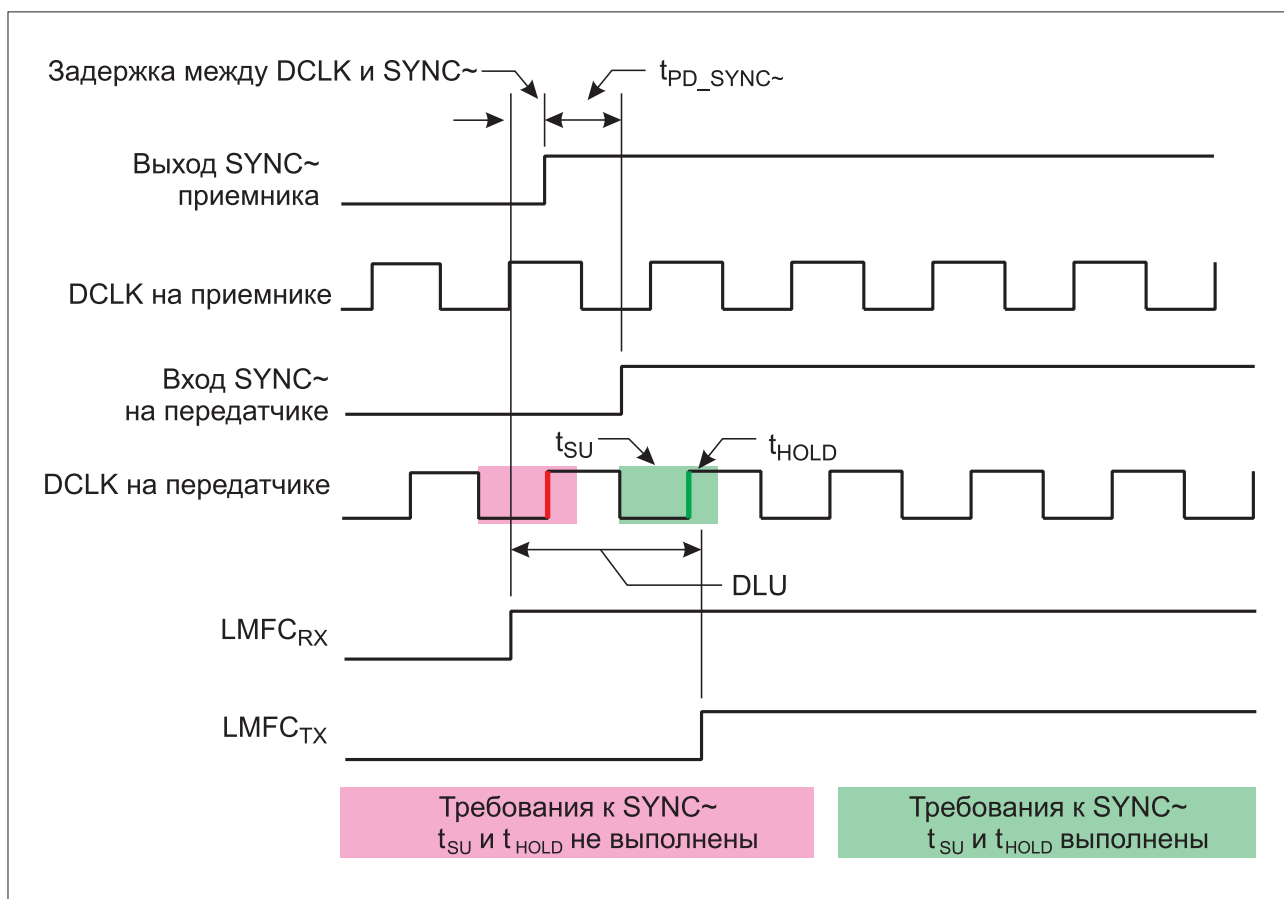 Задержка между DCLK и SYNC~
tPD_SYNC~
Выход SYNC~
приемника
DCLK на приемнике
Вход SYNC~
на передатчике
tSU
tHOLD
DCLK на передатчике
DLU
LMFCRX
LMFCTX
Требования к SYNC~
tSU и tHOLD не выполнены
Требования к SYNC~
tSU и tHOLD выполнены